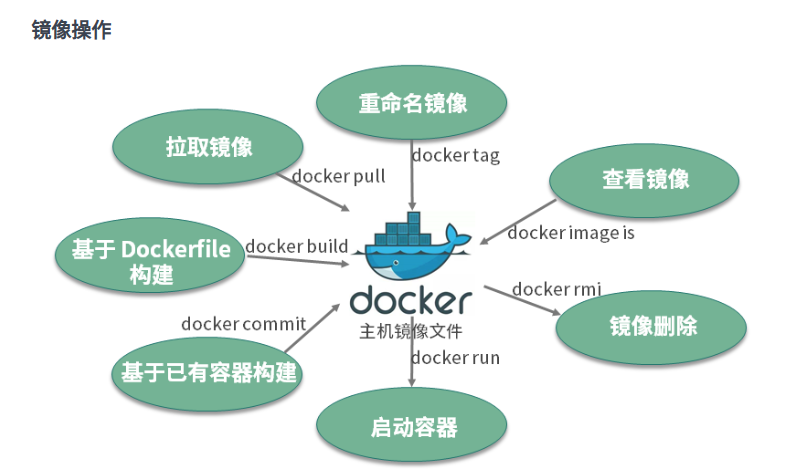 镜像操作
重命名镜像
拉取镜像
docker tag
docker pull
查看镜像
docker image is
基于 Dockerfile
构建
docker build
docker
主机镜像文件
docker rmi
镜像删除
docker commit
基于已有容器构建
docker run
启动容器